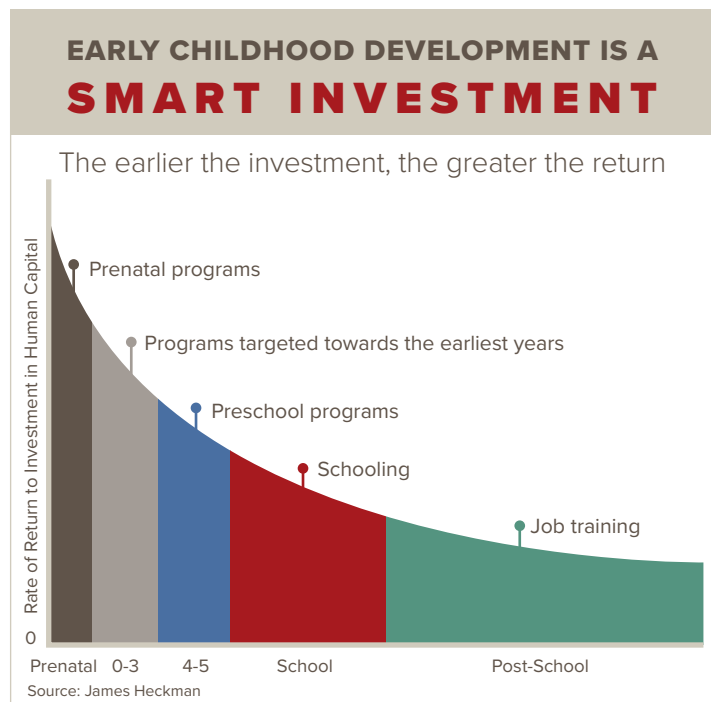 EARLY CHILDHOOD DEVELOPMENT IS A
SMART INVESTMENT
The earlier the investment, the greater the return
Rate of Return to Investment in Human Capital
Prenatal programs
Programs targeted towards the earliest years
Preschool programs
Schooling
Job training
0
Prenatal 0-3 4-5 School Post-School
Source: James Heckman